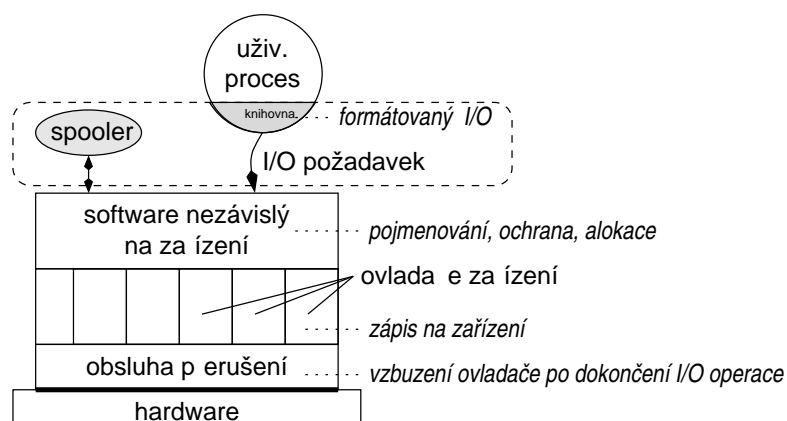 uživ.
proces
knihovna
formátovaný I/O
spooler
I/O požadavek
software nezávislý
na za ízení
pojmenování, ochrana, alokace
ovlada e za ízení
zápis na zařízení
obsluha p erušení
vzbuzení ovladače po dokončení I/O operace
hardware